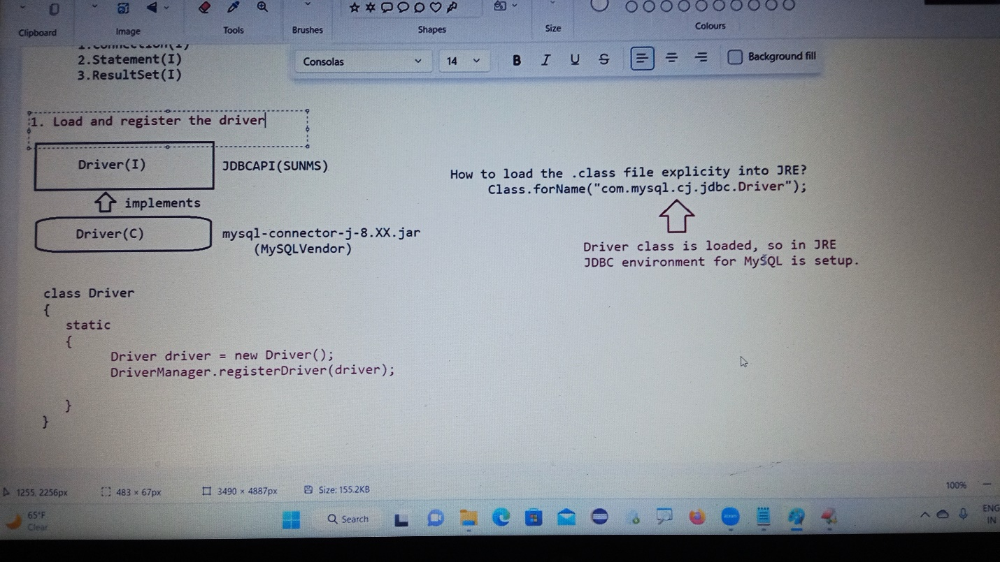 Clipboard
Image
Tools
Brushes
Shapes
Size
Colours
1.Connection(I)
2.Statement(I)
3.ResultSet(I)
Consolas
14
B I U S
Background fill
1. Load and register the driver
Driver(I)
JDBCAPI(SUNMS)
implements
Driver(C)
mysql-connector-j-8.XX.jar
(MySQLVendor)
How to load the .class file explicity into JRE?
Class.forName("com.mysql.cj.jdbc.Driver");
Driver class is loaded, so in JRE
JDBC environment for MySQL is setup.
class Driver
{
static
{
Driver driver = new Driver();
DriverManager.registerDriver(driver);
}
}
1255, 2256px
483 × 67px
3490 × 4887px
Size: 155.2KB
100%
65°F
Clear
Search
ENG
IN